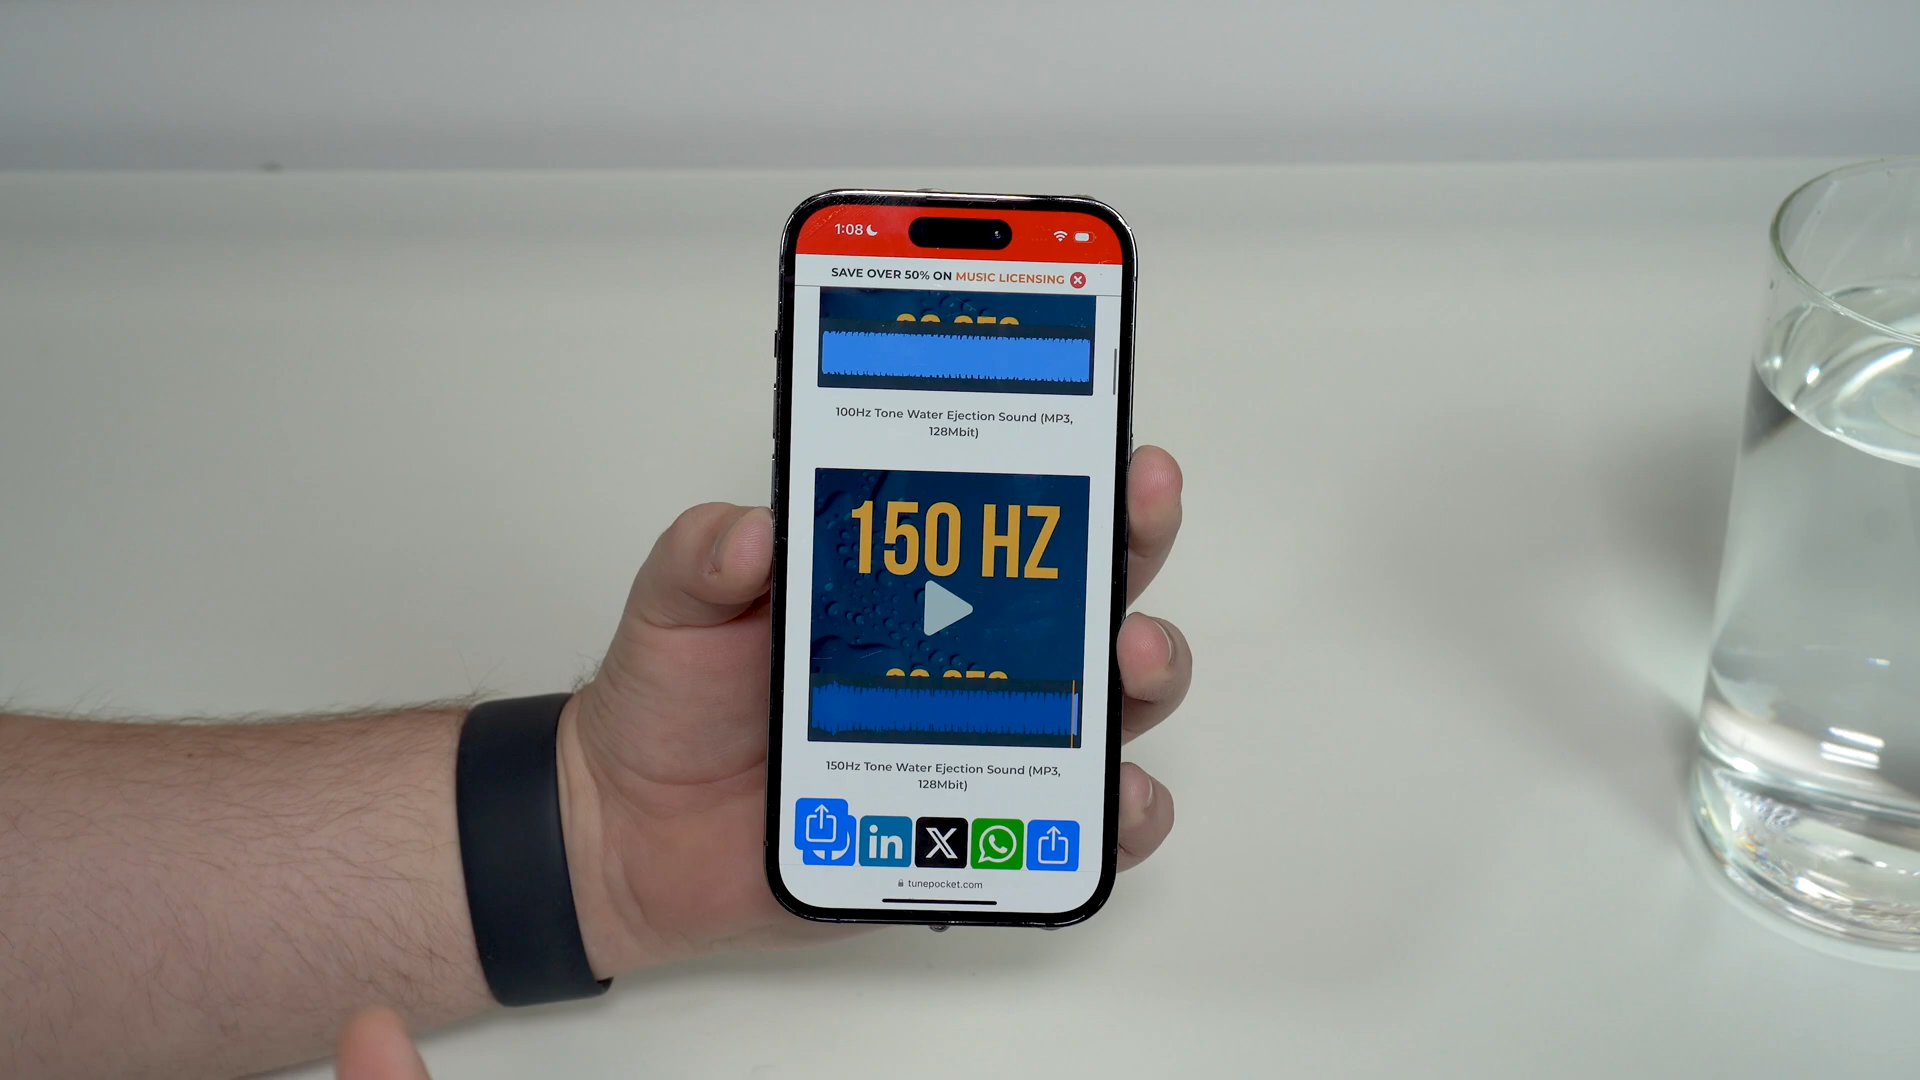 1:08
SAVE OVER 50% ON MUSIC LICENSING
100Hz Tone Water Ejection Sound (MP3,
128Mbit)
150 HZ
150Hz Tone Water Ejection Sound (MP3,
128Mbit)
in
tunepocket.com